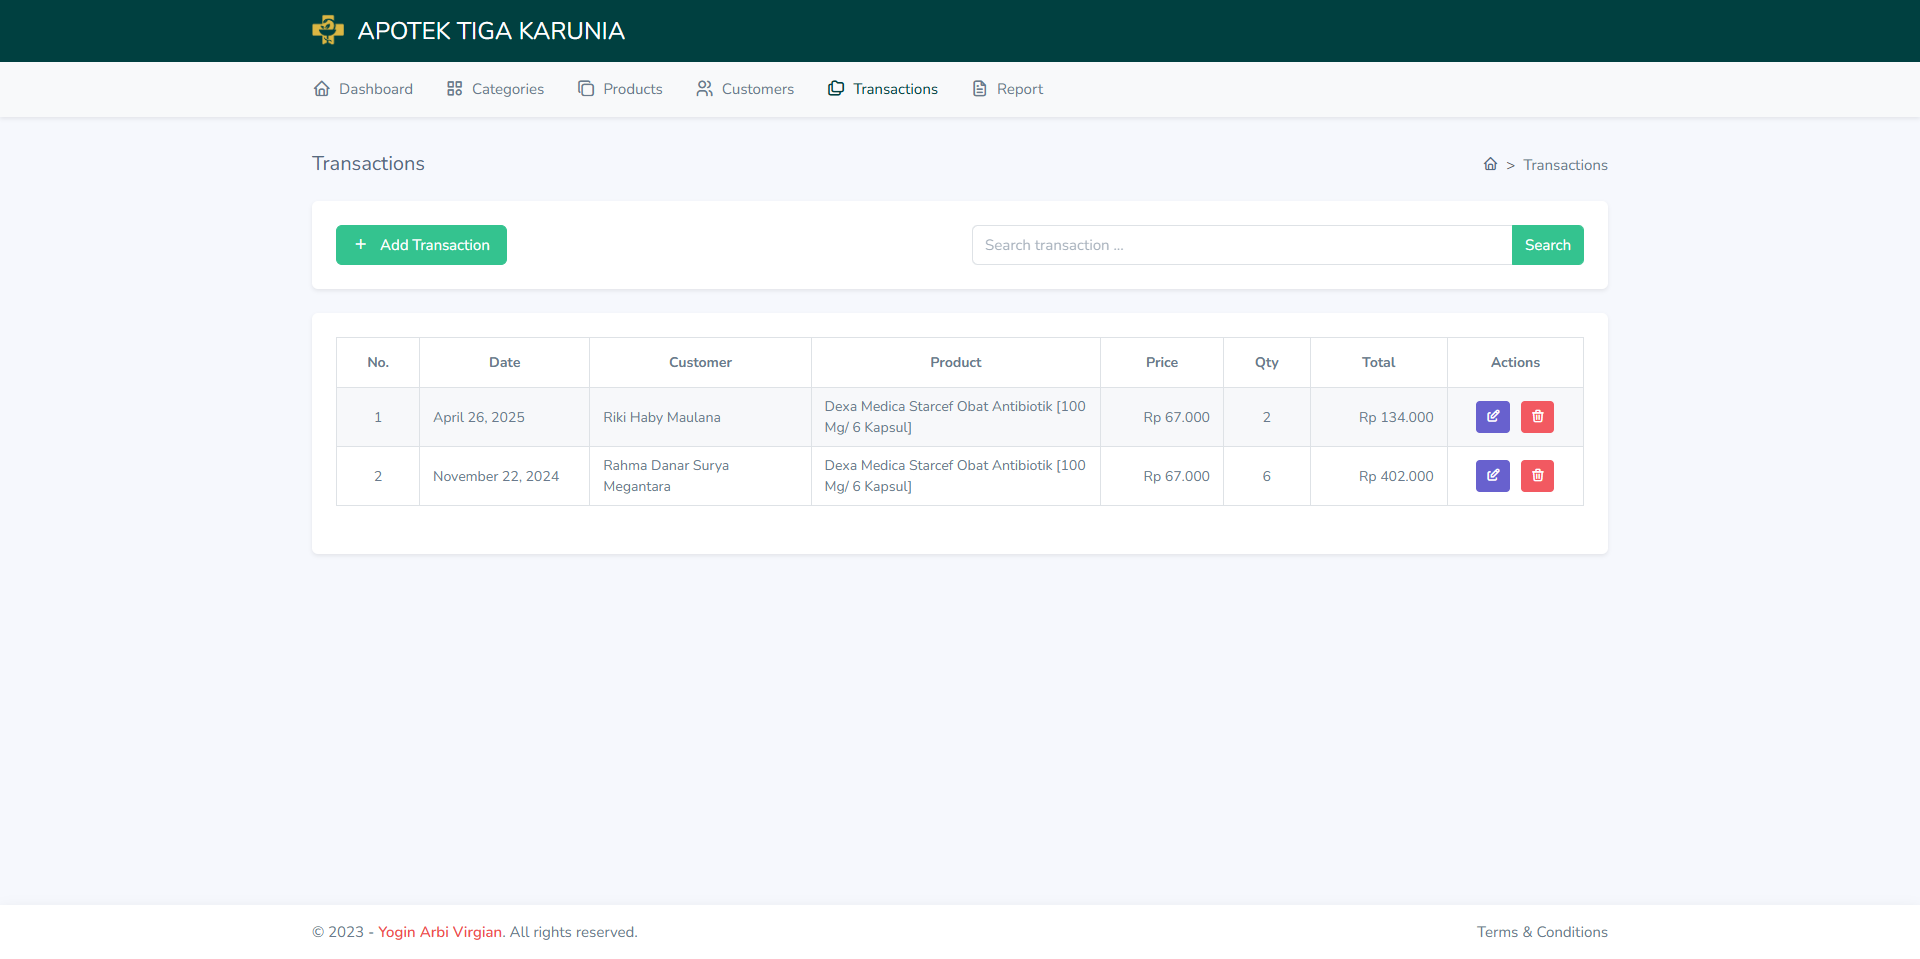 APOTEK TIGA KARUNIA
Dashboard Categories Products Customers Transactions Report
Transactions
> Transactions
+ Add Transaction
Search transaction ... Search
No. Date Customer Product Price Qty Total Actions
1 April 26, 2025 Riki Haby Maulana Dexa Medica Starcef Obat Antibiotik [100
Mg/ 6 Kapsul] Rp 67.000 2 Rp 134.000
2 November 22, 2024 Rahma Danar Surya
Megantara Dexa Medica Starcef Obat Antibiotik [100
Mg/ 6 Kapsul] Rp 67.000 6 Rp 402.000
© 2023 - Yogin Arbi Virgian. All rights reserved.
Terms & Conditions